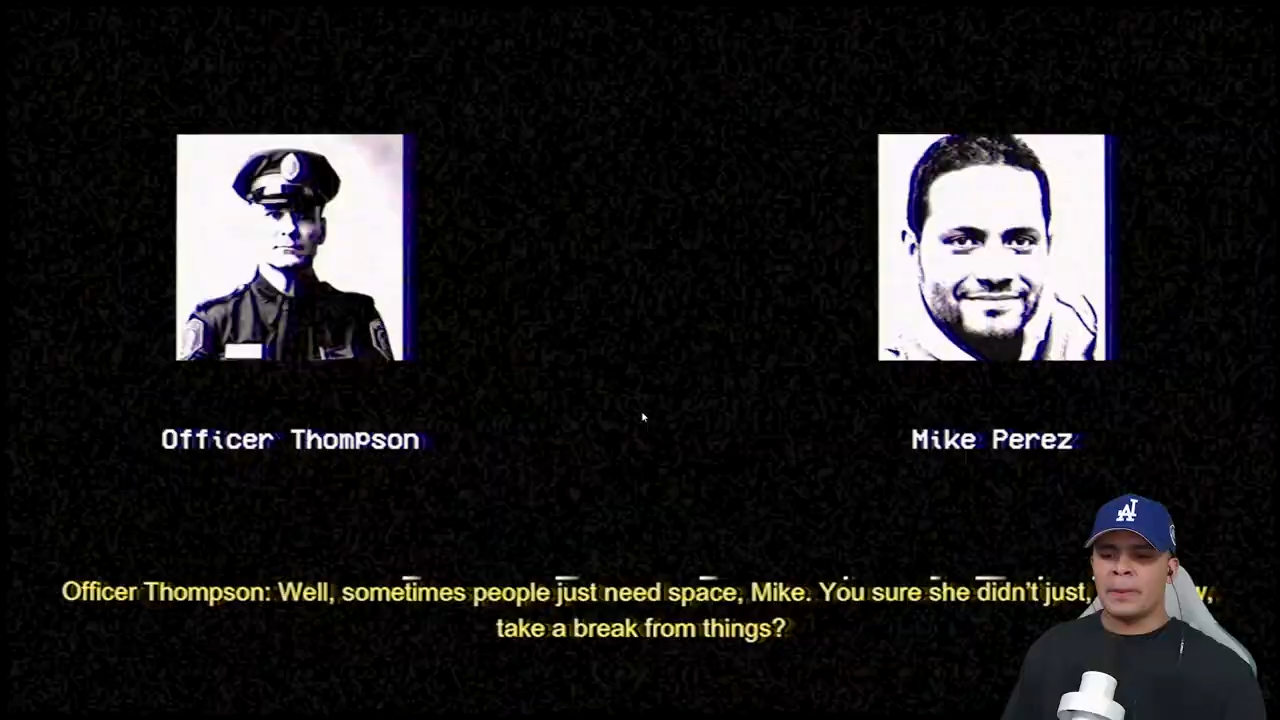 Officer Thompson
Mike Perez
Officer Thompson: Well, sometimes people just need space, Mike. You sure she didn't just,
take a break from things?